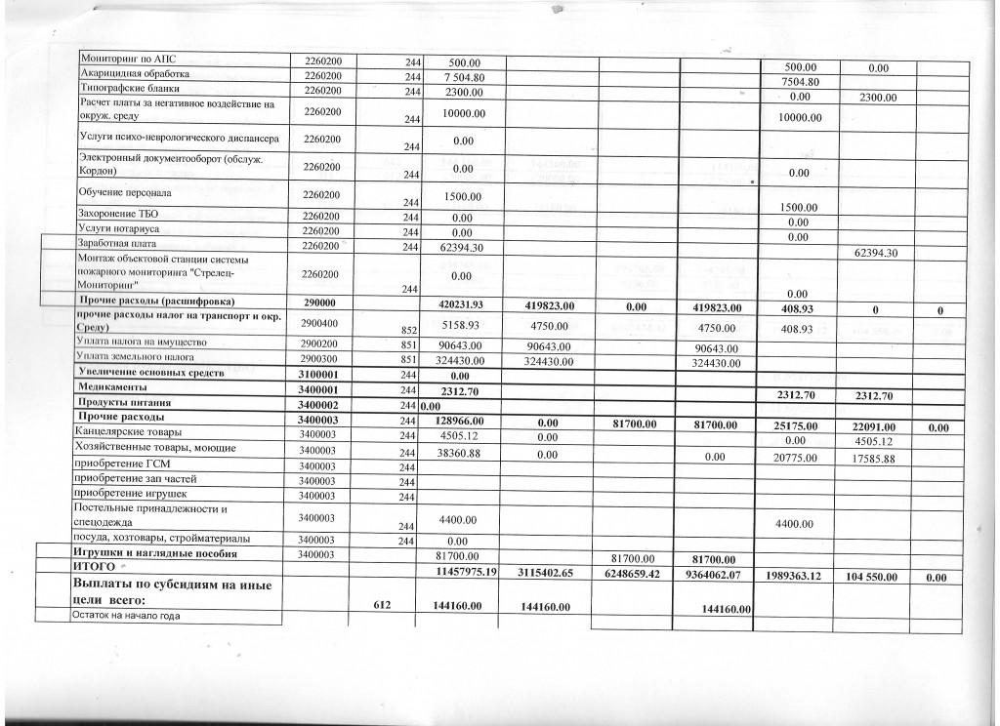 Мониторинг по АПС 2260200 244 500.00 500.00 0.00
Акарицидная обработка 2260200 244 7 504.80 7504.80
Типографские бланки 2260200 244 2300.00 0.00 2300.00
Расчет платы за негативное воздействие на
окруж. среду 2260200 244 10000.00 10000.00
Услуги психо-неврологического диспансера 2260200 244 0.00
Электронный документооборот (обслуж.
Кордон) 2260200 244 0.00 0.00
Обучение персонала 2260200 244 1500.00 1500.00
Захоронение ТБО 2260200 244 0.00 0.00
Услуги нотариуса 2260200 244 0.00 0.00
Заработная плата 2260200 244 62394.30 62394.30
Монтаж объектовой станции системы
пожарного мониторинга "Стрелец-
Мониторинг" 2260200 244 0.00 0.00
Прочие расходы (расшифровка) 290000 420231.93 419823.00 0.00 419823.00 408.93 0 0
прочие расходы налог на транспорт и окр.
Среду) 2900400 852 5158.93 4750.00 4750.00 408.93
Уплата налога на имущество 2900200 851 90643.00 90643.00 90643.00
Уплата земельного налога 2900300 851 324430.00 324430.00 324430.00
Увеличение основных средств 3100001 244 0.00
Медикаменты 3400001 244 2312.70 2312.70 2312.70
Продукты питания 3400002 244 0.00
Прочие расходы 3400003 244 128966.00 0.00 81700.00 81700.00 25175.00 22091.00 0.00
Канцелярские товары 3400003 244 4505.12 0.00 0.00 4505.12
Хозяйственные товары, моющие 3400003 244 38360.88 0.00 0.00 20775.00 17585.88
приобретение ГСМ 3400003 244
приобретение зап частей 3400003 244
приобретение игрушек 3400003 244
Постельные принадлежности и
спецодежда 3400003 244 4400.00 4400.00
посуда, хозтовары, стройматериалы 3400003 244 0.00
Игрушки и наглядные пособия 3400003 81700.00 81700.00 81700.00
ИТОГО 11457975.19 3115402.65 6248659.42 9364062.07 1989363.12 104 550.00 0.00
Выплаты по субсидиям на иные
цели всего: 612 144160.00 144160.00 144160.00
Остаток на начало года